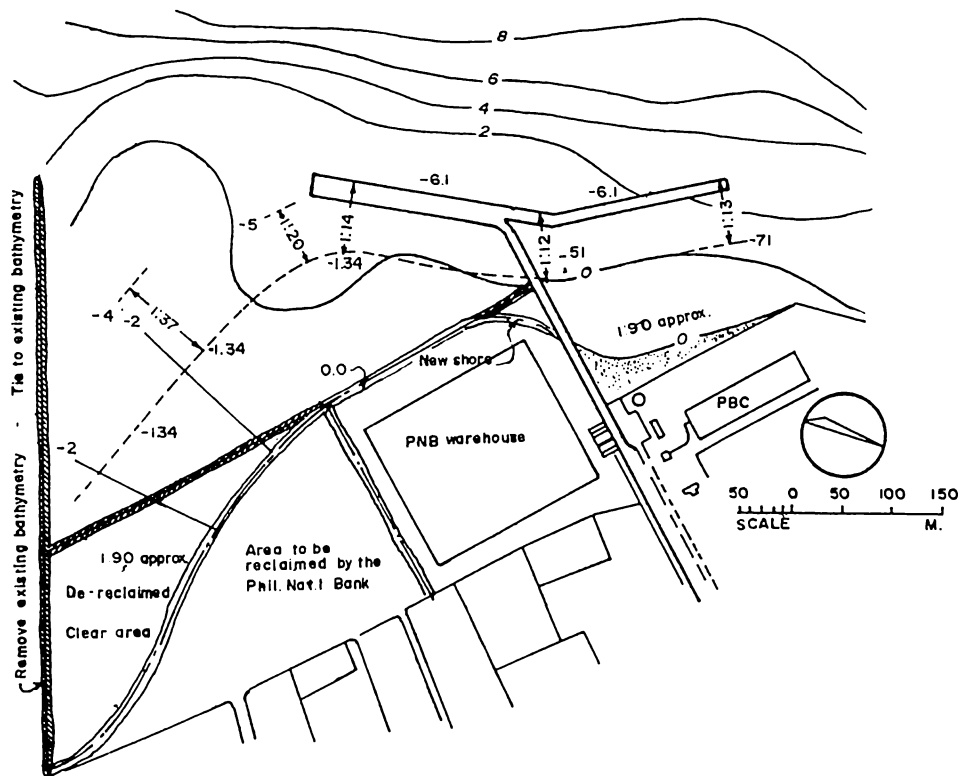 8
6
4
2
-6.1
-6.1
-5
1:20
1:14
1:12
1:13
-1.34
.51
0
-71
1:37
-4
-2
-1.34
1:90 approx.
0
New shore
0.0
PBC
-134
PNB warehouse
-2
50 0 50 100 150
SCALE M.
1.90 approx.
Area to be
reclaimed by the
Phil. Nat.l Bank
De-reclaimed
Clear area
Remove existing bathymetry - Tie to existing bathymetry